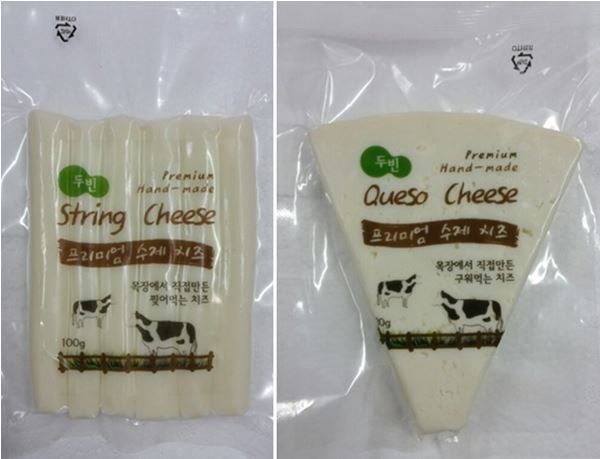 OTHER
두빈
Premium
Hand-made
String Cheese
프리미엄 수제 치즈
목장에서 직접만든
찢어먹는 치즈
100g
OTHER
두빈
Premium
Hand-made
Queso Cheese
프리미엄 수제 치즈
목장에서 직접만든
구워먹는 치즈